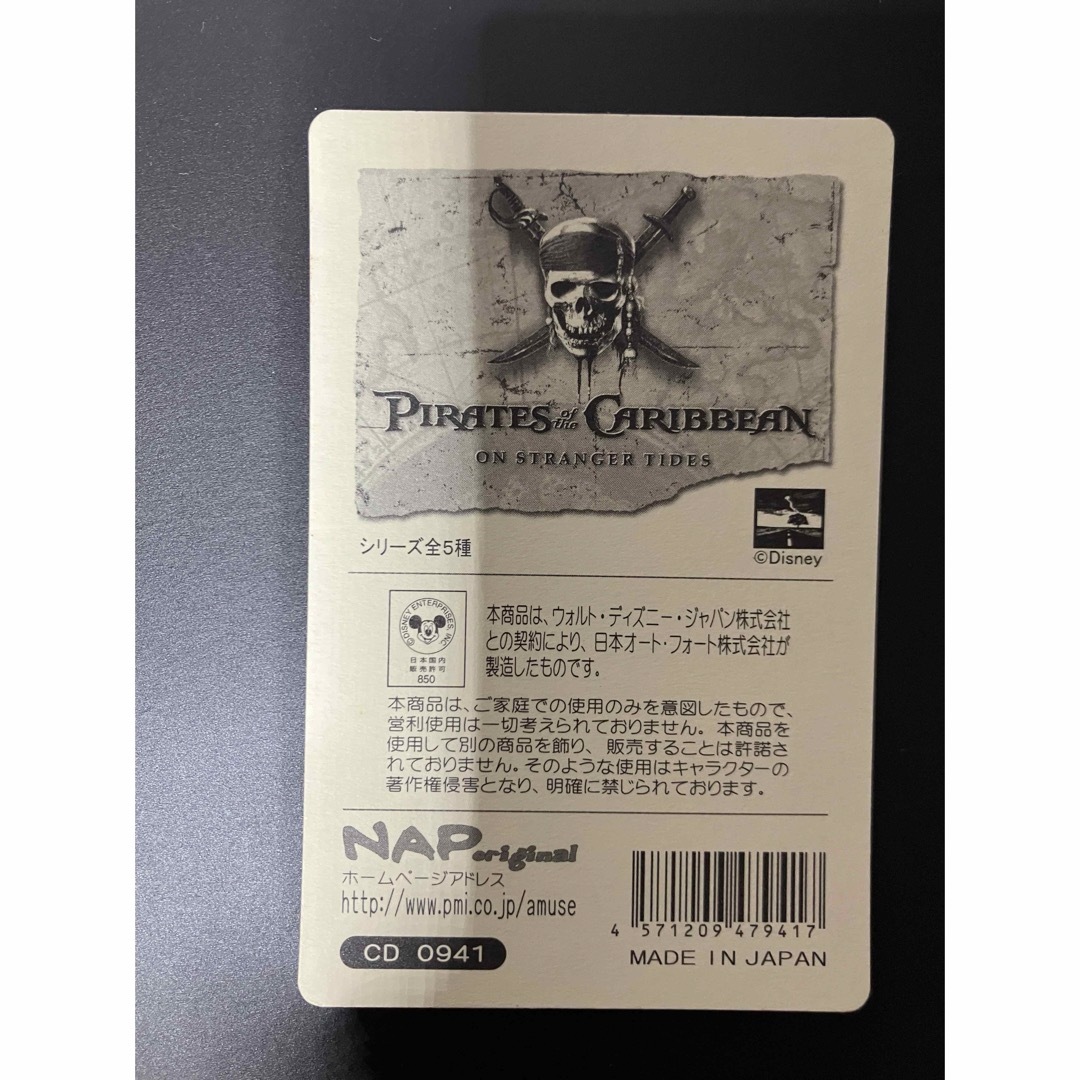 PIRATES of the CARIBBEAN
ON STRANGER TIDES
シリーズ全5種
©Disney
©DISNEY ENTERPRISES, INC
日本国内
販売許可
850
本商品は、ウォルト・ディズニー・ジャパン株式会社
との契約により、日本オート・フォート株式会社が
製造したものです。
本商品は、ご家庭での使用のみを意図したもので、
営利使用は一切考えられておりません。本商品を
使用して別の商品を飾り、販売することは許諾さ
れておりません。そのような使用はキャラクターの
著作権侵害となり、明確に禁じられております。
NAP original
ホームページアドレス
http://www.pmi.co.jp/amuse
CD 0941
4 571209 479417
MADE IN JAPAN